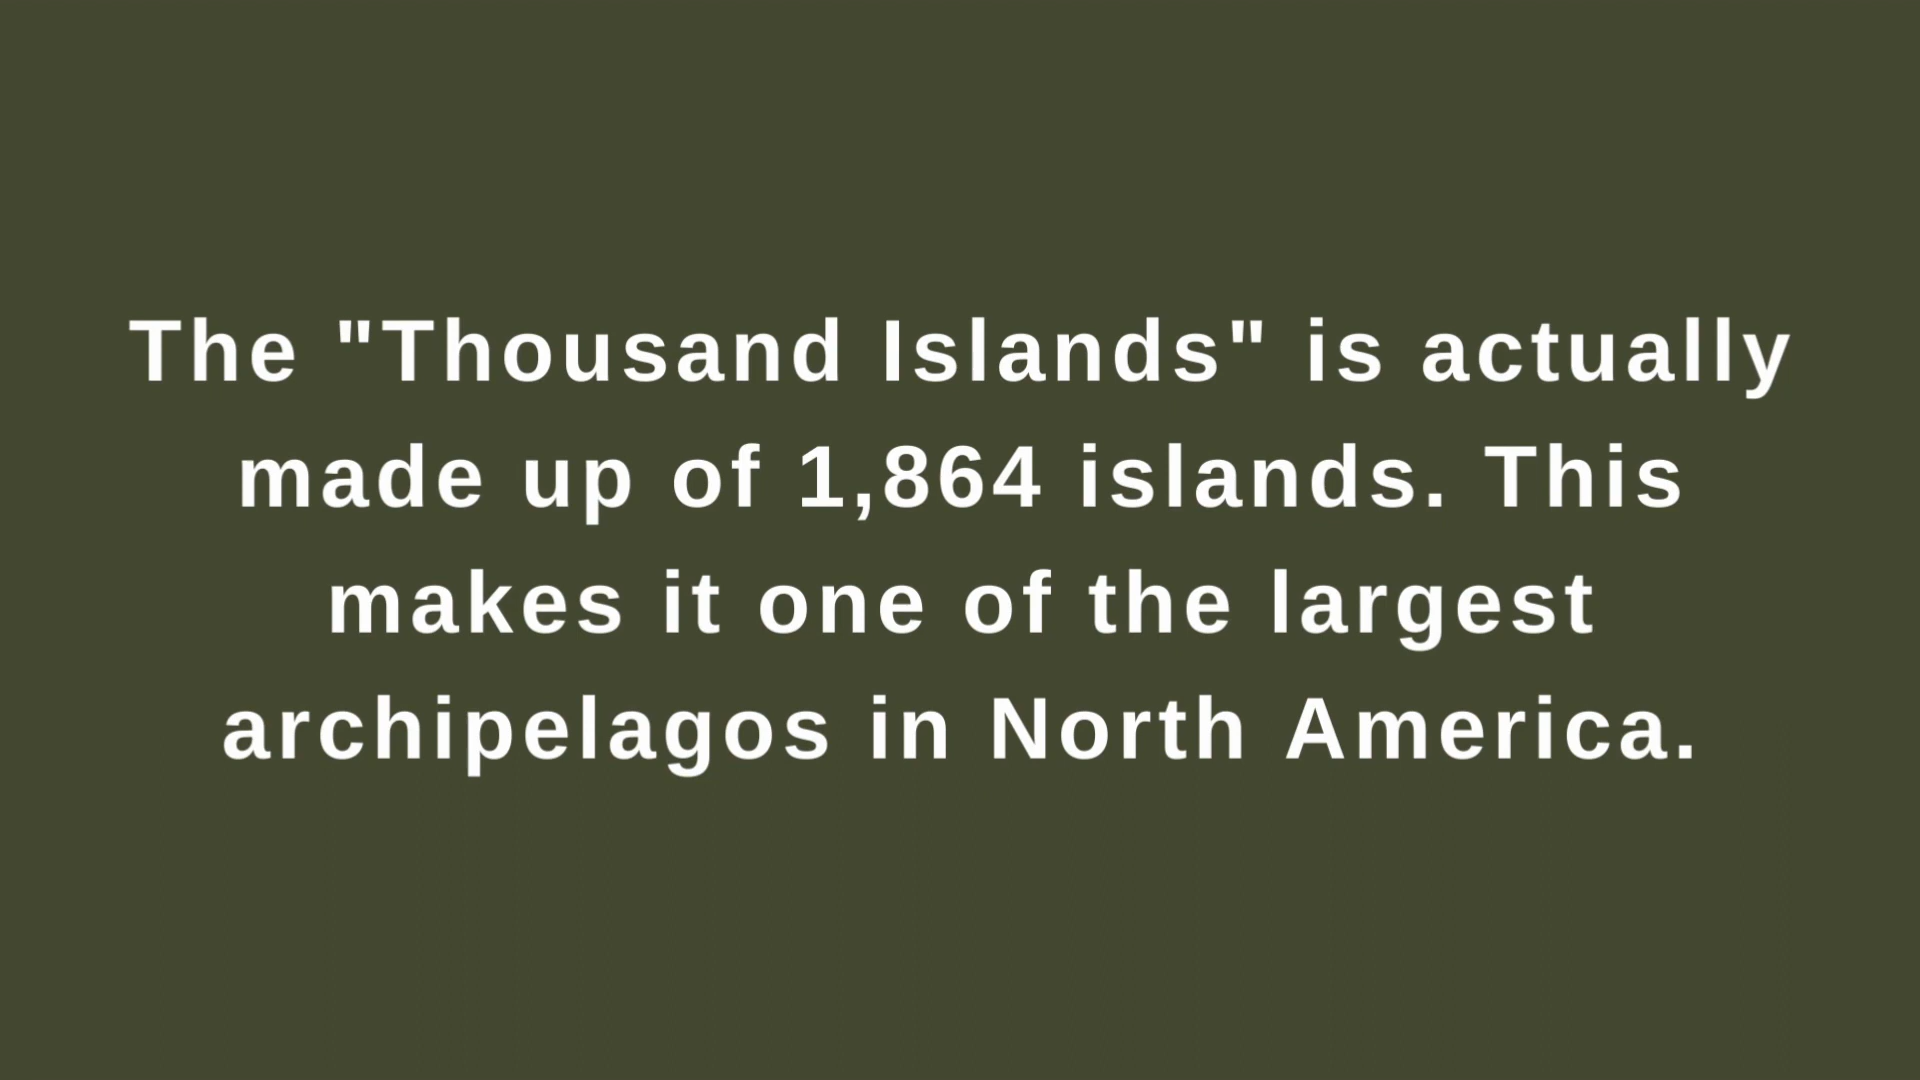 The "Thousand Islands" is actually
made up of 1,864 islands. This
makes it one of the largest
archipelagos in North America.